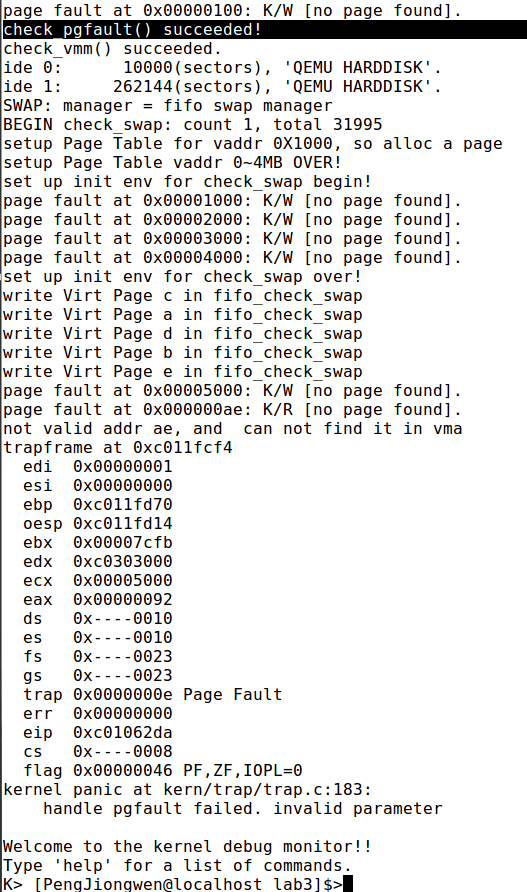 page fault at 0x00000100: K/W [no page found].
check_pgfault() succeeded!
check_vmm() succeeded.
ide 0:      10000(sectors), 'QEMU HARDDISK'.
ide 1:     262144(sectors), 'QEMU HARDDISK'.
SWAP: manager = fifo swap manager
BEGIN check_swap: count 1, total 31995
setup Page Table for vaddr 0X1000, so alloc a page
setup Page Table vaddr 0~4MB OVER!
set up init env for check_swap begin!
page fault at 0x00001000: K/W [no page found].
page fault at 0x00002000: K/W [no page found].
page fault at 0x00003000: K/W [no page found].
page fault at 0x00004000: K/W [no page found].
set up init env for check_swap over!
write Virt Page c in fifo_check_swap
write Virt Page a in fifo_check_swap
write Virt Page d in fifo_check_swap
write Virt Page b in fifo_check_swap
write Virt Page e in fifo_check_swap
page fault at 0x00005000: K/W [no page found].
page fault at 0x000000ae: K/R [no page found].
not valid addr ae, and  can not find it in vma
trapframe at 0xc011fcf4
  edi  0x00000001
  esi  0x00000000
  ebp  0xc011fd70
  oesp 0xc011fd14
  ebx  0x00007cfb
  edx  0xc0303000
  ecx  0x00005000
  eax  0x00000092
  ds   0x----0010
  es   0x----0010
  fs   0x----0023
  gs   0x----0023
  trap 0x0000000e Page Fault
  err  0x00000000
  eip  0xc01062da
  cs   0x----0008
  flag 0x00000046 PF,ZF,IOPL=0
kernel panic at kern/trap/trap.c:183:
    handle pgfault failed. invalid parameter

Welcome to the kernel debug monitor!!
Type 'help' for a list of commands.
K> [PengJiongwen@localhost lab3]$>